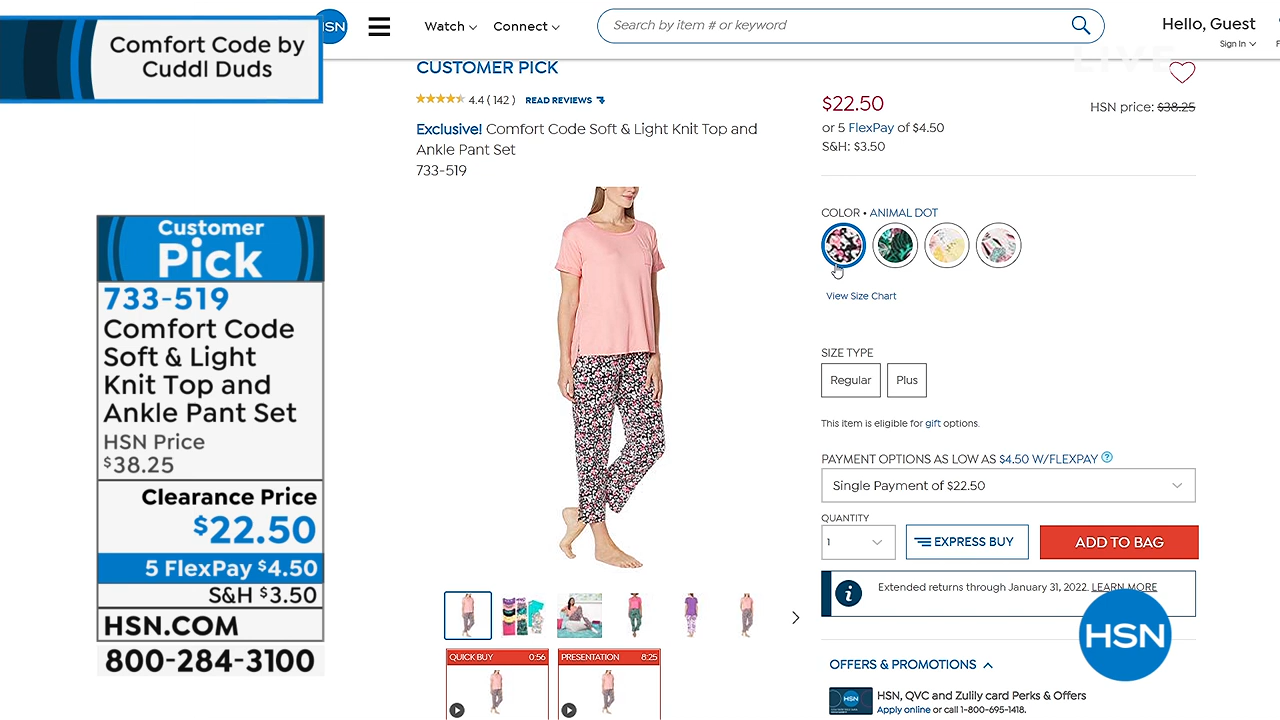 Comfort Code by
Cuddl Duds
HSN
Watch
Connect
Search by item # or keyword
Hello, Guest
Sign In
LIVE
CUSTOMER PICK
4.4 ( 142 ) READ REVIEWS
Exclusive! Comfort Code Soft & Light Knit Top and
Ankle Pant Set
733-519
$22.50
HSN price: $38.25
or 5 FlexPay of $4.50
S&H: $3.50
COLOR • ANIMAL DOT
View Size Chart
SIZE TYPE
Regular
Plus
This item is eligible for gift options.
PAYMENT OPTIONS AS LOW AS $4.50 W/FLEXPAY ?
Single Payment of $22.50
QUANTITY
1
EXPRESS BUY
ADD TO BAG
i
Extended returns through January 31, 2022. LEARN MORE
HSN
OFFERS & PROMOTIONS
HSN
HSN, QVC and Zulily card Perks & Offers
Apply online or call 1-800-695-1418.
QUICK BUY 0:56
PRESENTATION 8:25
Customer
Pick
733-519
Comfort Code
Soft & Light
Knit Top and
Ankle Pant Set
HSN Price
$38.25
Clearance Price
$22.50
5 FlexPay $4.50
S&H $3.50
HSN.COM
800-284-3100